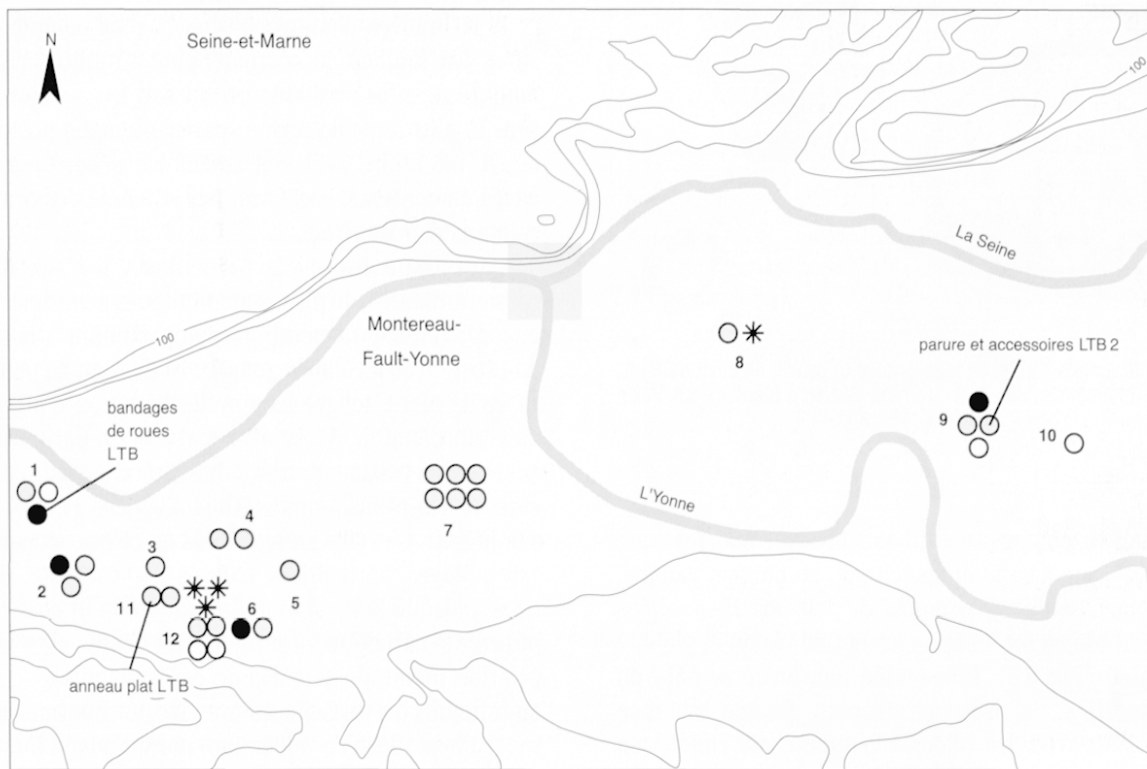 N
Seine-et-Marne
100
La Seine
Montereau-
Fault-Yonne
100
8
parure et accessoires LTB 2
bandages
de roues
LTB
9
10
1
7
L'Yonne
4
3
2
5
11
6
12
anneau plat LTB